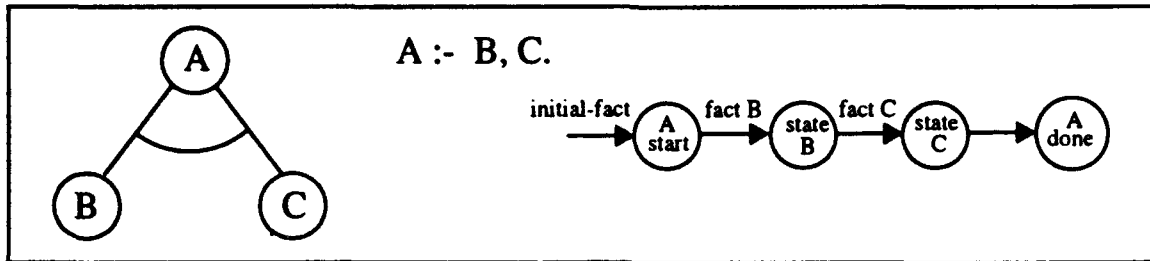 A
B
C
A :- B, C.
initial-fact
A
start
fact B
state
B
fact C
state
C
A
done